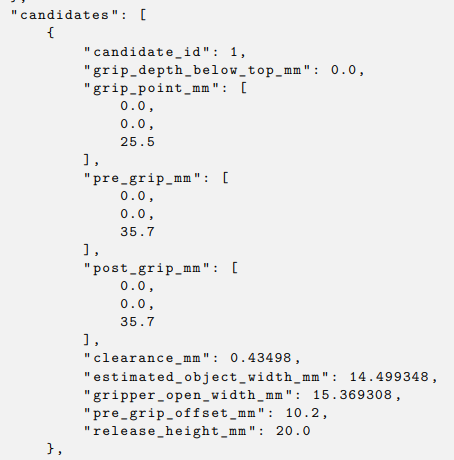 "candidates": [
{
"candidate_id": 1,
"grip_depth_below_top_mm": 0.0,
"grip_point_mm": [
0.0,
0.0,
25.5
],
"pre_grip_mm": [
0.0,
0.0,
35.7
],
"post_grip_mm": [
0.0,
0.0,
35.7
],
"clearance_mm": 0.43498,
"estimated_object_width_mm": 14.499348,
"gripper_open_width_mm": 15.369308,
"pre_grip_offset_mm": 10.2,
"release_height_mm": 20.0
},